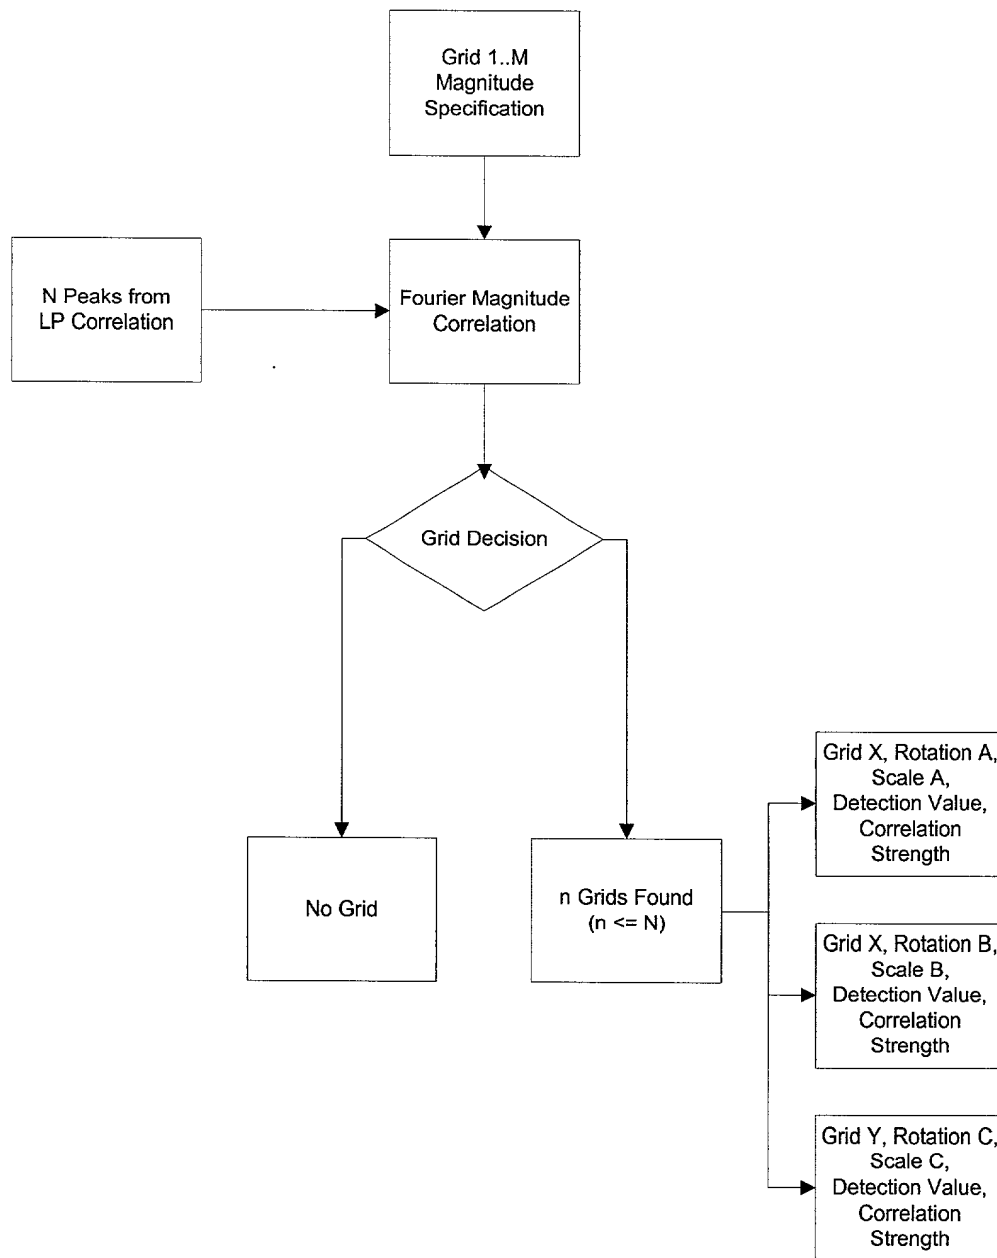 Grid 1..M
Magnitude
Specification
N Peaks from
LP Correlation
Fourier Magnitude
Correlation
Grid Decision
No Grid
n Grids Found
(n <= N)
Grid X, Rotation A,
Scale A,
Detection Value,
Correlation
Strength
Grid X, Rotation B,
Scale B,
Detection Value,
Correlation
Strength
Grid Y, Rotation C,
Scale C,
Detection Value,
Correlation
Strength